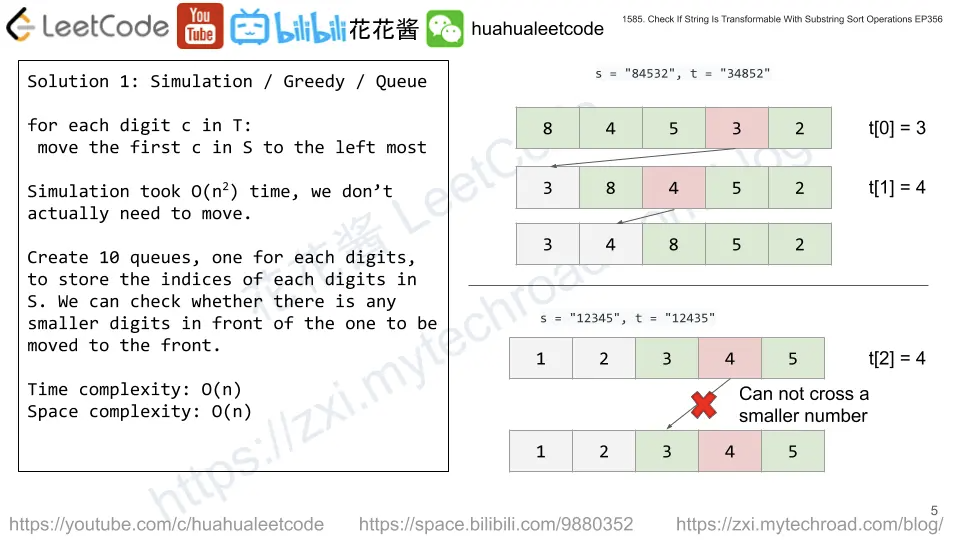 LeetCode
You
Tube
bilibili
花花酱
huahualeetcode
1585. Check If String Is Transformable With Substring Sort Operations EP356
Solution 1: Simulation / Greedy / Queue
for each digit c in T:
move the first c in S to the left most
Simulation took O(n²) time, we don’t
actually need to move.
Create 10 queues, one for each digits,
to store the indices of each digits in
S. We can check whether there is any
smaller digits in front of the one to be
moved to the front.
Time complexity: O(n)
Space complexity: O(n)
s = "84532", t = "34852"
8 4 5 3 2 t[0] = 3
3 8 4 5 2 t[1] = 4
3 4 8 5 2
s = "12345", t = "12435"
1 2 3 4 5 t[2] = 4
Can not cross a
smaller number
1 2 3 4 5
花花酱 LeetCode
https://zxi.mytechroad.com/blog/
5
https://youtube.com/c/huahualeetcode https://space.bilibili.com/9880352 https://zxi.mytechroad.com/blog/